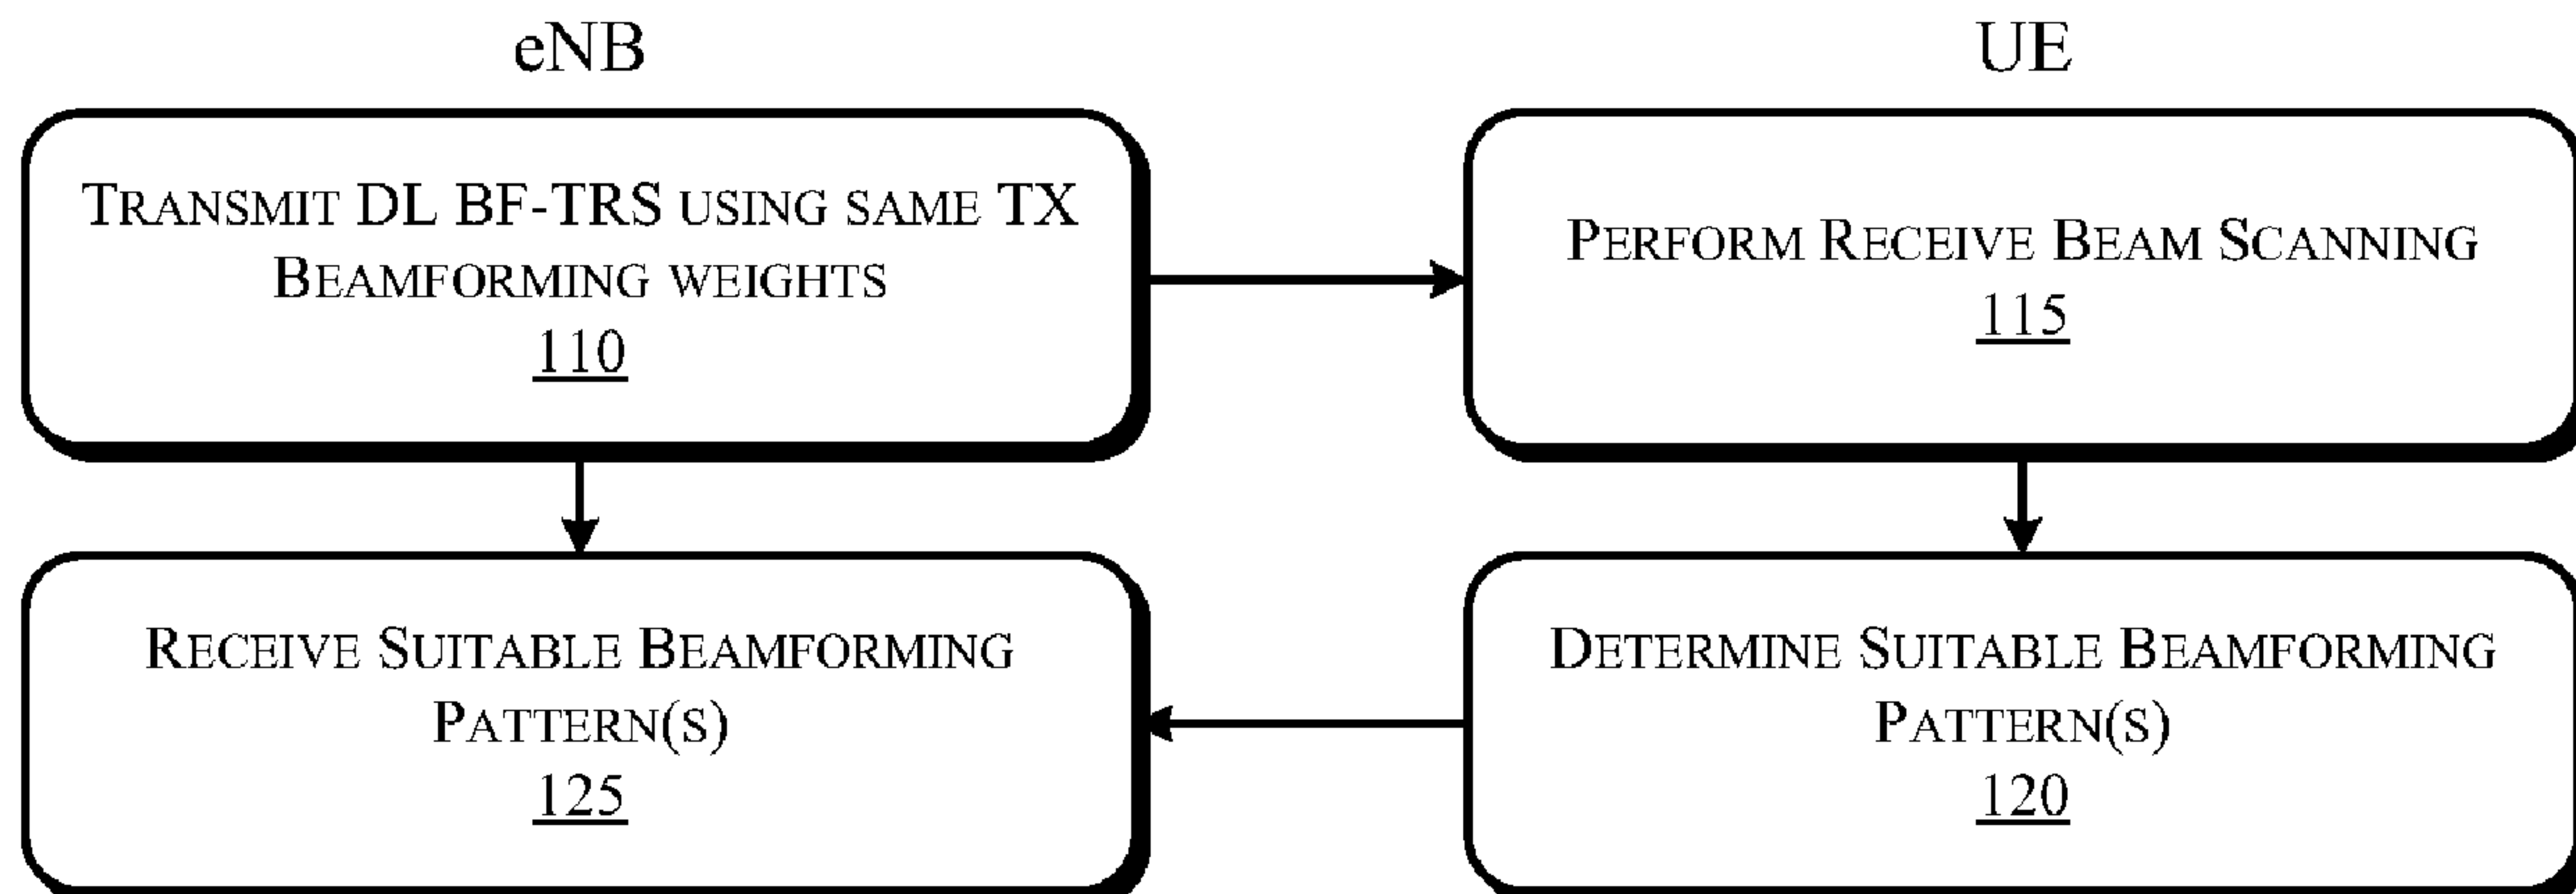 eNB
UE
TRANSMIT DL BF-TRS USING SAME TX
BEAMFORMING WEIGHTS
110
PERFORM RECEIVE BEAM SCANNING
115
RECEIVE SUITABLE BEAMFORMING
PATTERN(S)
125
DETERMINE SUITABLE BEAMFORMING
PATTERN(S)
120